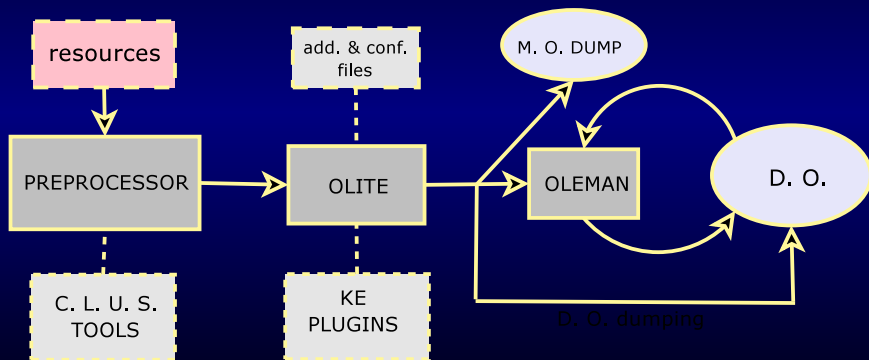 resources
add. & conf.
files
M. O. DUMP
PREPROCESSOR
OLITE
OLEMAN
D. O.
C. L. U. S.
TOOLS
KE
PLUGINS
D. O. dumping